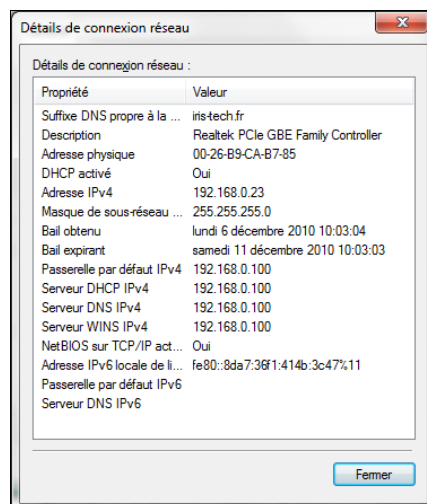 Détails de connexion réseau
Détails de connexion réseau :
Propriété Valeur
Suffixe DNS propre à la ... iris-tech.fr
Description Realtek PCIe GBE Family Controller
Adresse physique 00-26-B9-CA-B7-85
DHCP activé Oui
Adresse IPv4 192.168.0.23
Masque de sous-réseau ... 255.255.255.0
Bail obtenu lundi 6 décembre 2010 10:03:04
Bail expirant samedi 11 décembre 2010 10:03:03
Passerelle par défaut IPv4 192.168.0.100
Serveur DHCP IPv4 192.168.0.100
Serveur DNS IPv4 192.168.0.100
Serveur WINS IPv4 192.168.0.100
NetBIOS sur TCP/IP act... Oui
Adresse IPv6 locale de li... fe80::8da7:36f1:414b:3c47%11
Passerelle par défaut IPv6
Serveur DNS IPv6
Fermer